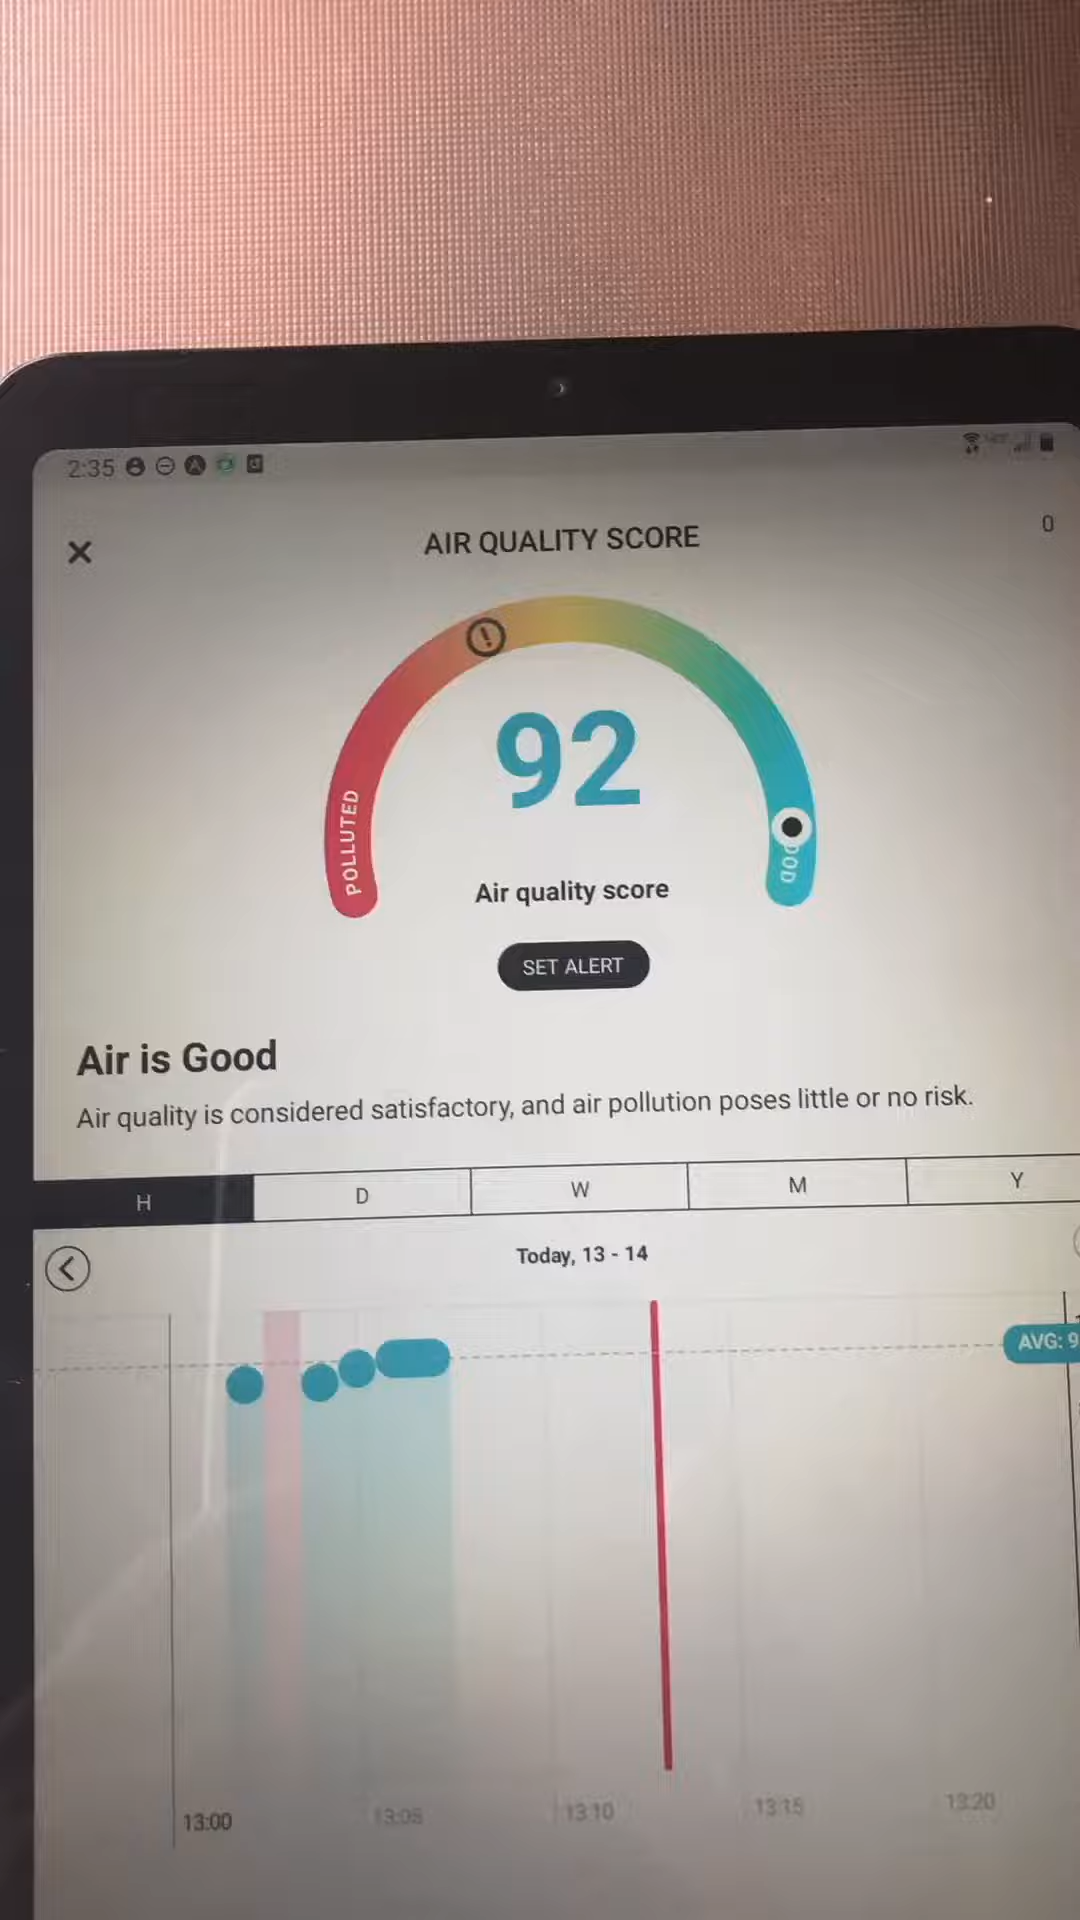 2:35
0
AIR QUALITY SCORE
POLLUTED
92
OOD
Air quality score
SET ALERT
Air is Good
Air quality is considered satisfactory, and air pollution poses little or no risk.
H D W M Y
Today, 13 - 14
AVG: 9
13:00 13:05 13:10 13:15 13:20